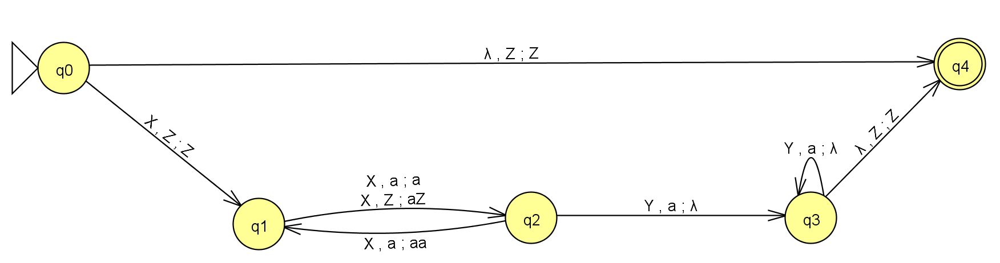 λ , Z ; Z
q0
q4
X , Z ; Z
λ , Z ; Z
Y , a ; λ
X , a ; a
X , Z ; aZ
Y , a ; λ
q1
q2
q3
X , a ; aa